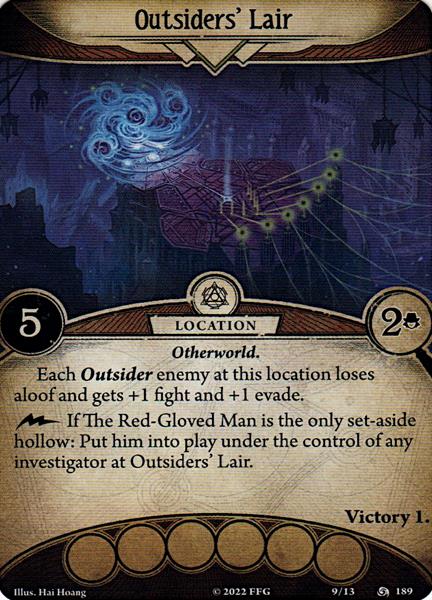 Outsiders' Lair
5
LOCATION
2
Otherworld.
Each Outsider enemy at this location loses
aloof and gets +1 fight and +1 evade.
If The Red-Gloved Man is the only set-aside
hollow: Put him into play under the control of any
investigator at Outsiders' Lair.
Victory 1.
Illus. Hai Hoang © 2022 FFG 9/13 189